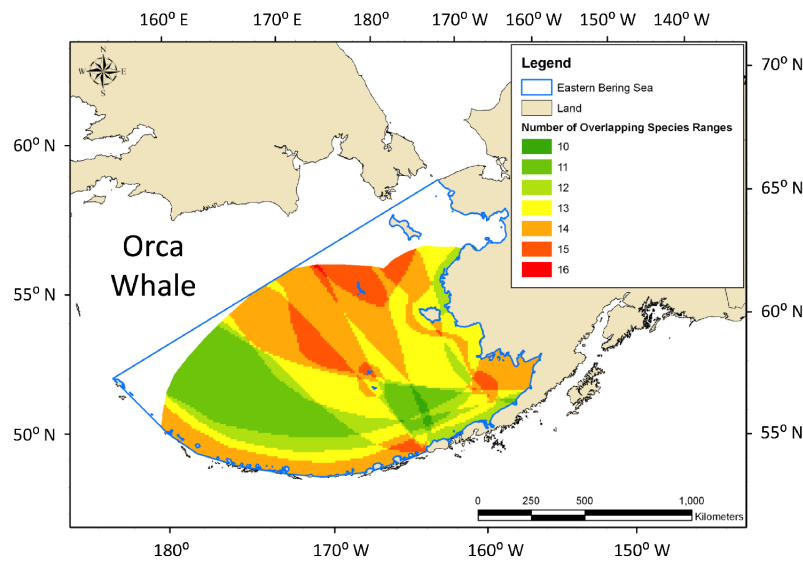 160° E 170° E 180° 170° W 160° W 150° W 140° W
N
W E
S
Legend
Eastern Bering Sea
Land
Number of Overlapping Species Ranges
10
11
12
13
14
15
16
70° N
60° N
65° N
Orca
Whale
55° N
60° N
50° N
55° N
0 250 500 1,000
Kilometers
180° 170° W 160° W 150° W